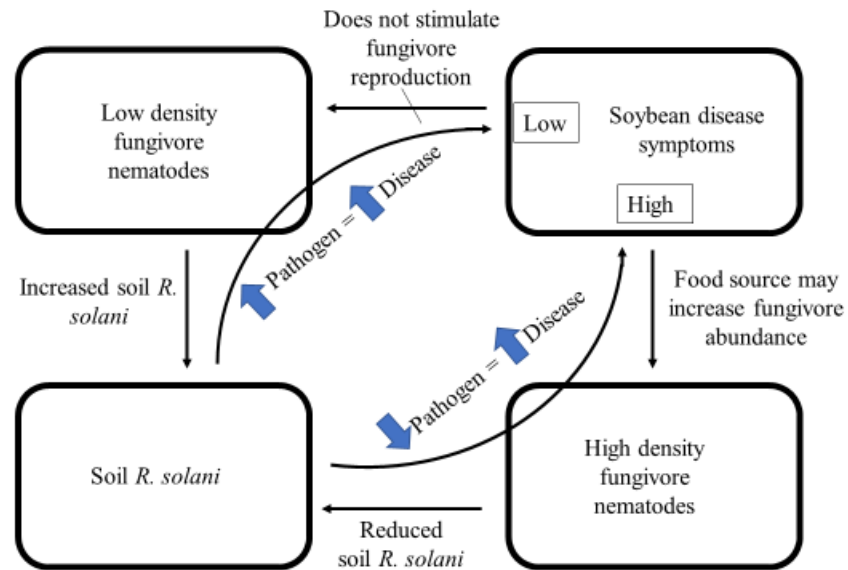 Does not stimulate
fungivore
reproduction
Low density
fungivore
nematodes
Low
Soybean disease
symptoms
High
Pathogen = Disease
Increased soil R.
solani
Food source may
increase fungivore
abundance
Pathogen = Disease
Soil R. solani
High density
fungivore
nematodes
Reduced
soil R. solani